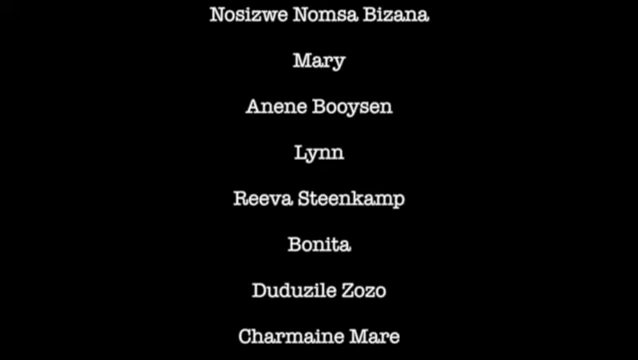 Nosizwe Nomsa Bizana
Mary
Anene Booysen
Lynn
Reeva Steenkamp
Bonita
Duduzile Zozo
Charmaine Mare